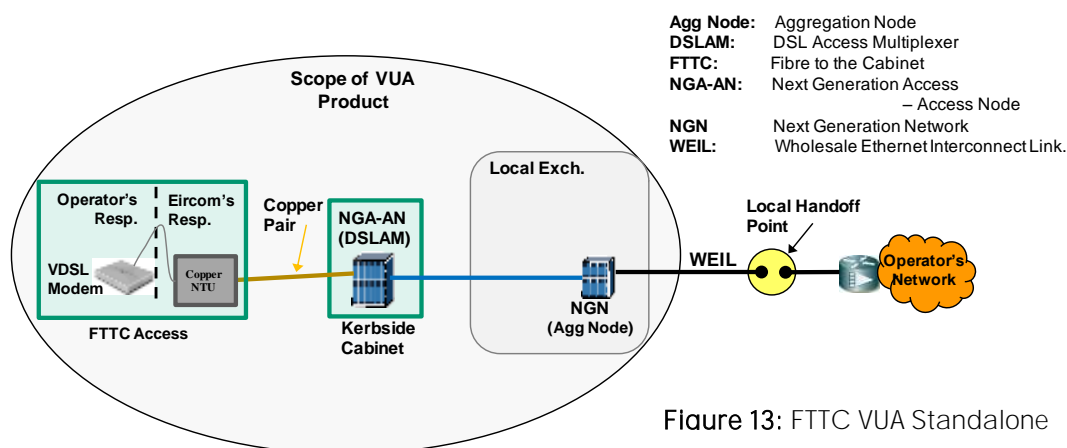 Agg Node: Aggregation Node
DSLAM: DSL Access Multiplexer
FTTC: Fibre to the Cabinet
NGA-AN: Next Generation Access
– Access Node
NGN Next Generation Network
WEIL: Wholesale Ethernet Interconnect Link.
Scope of VUA
Product
Local Exch.
Operator's
Resp.
Eircom's
Resp.
VDSL
Modem
Copper
NTU
FTTC Access
Copper
Pair
NGA-AN
(DSLAM)
Kerbside
Cabinet
NGN
(Agg Node)
WEIL
Local Handoff
Point
Operator's
Network
Figure 13: FTTC VUA Standalone